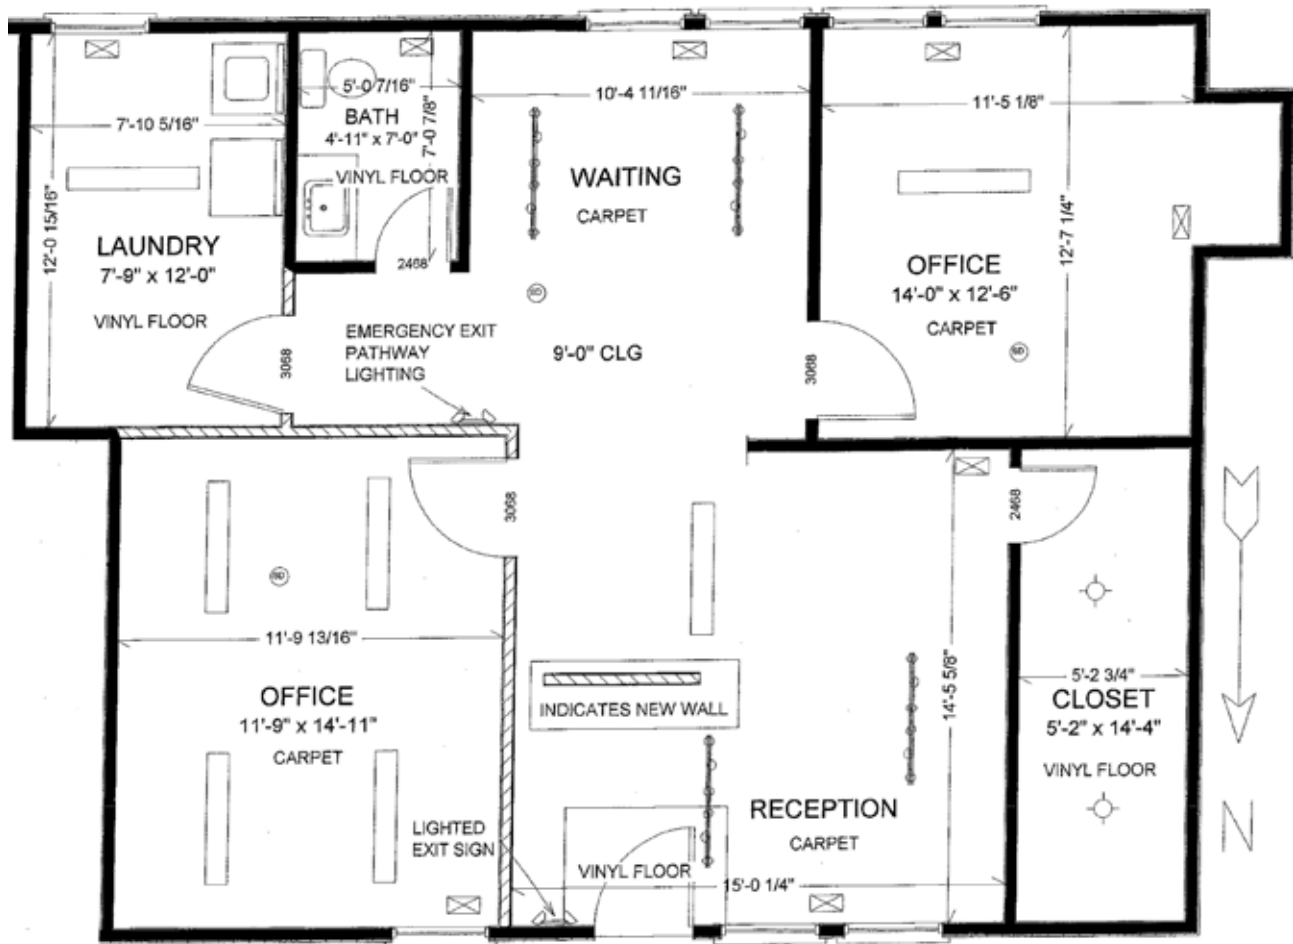 7'-10 5/16"
12'-0 15/16"
LAUNDRY
7'-9" x 12'-0"
VINYL FLOOR
3068
5'-0 7/16"
BATH
4'-11" x 7'-0"
7'-0 7/8"
VINYL FLOOR
2468
10'-4 11/16"
WAITING
CARPET
SD
9'-0" CLG
EMERGENCY EXIT
PATHWAY
LIGHTING
3068
11'-5 1/8"
12'-7 1/4"
OFFICE
14'-0" x 12'-6"
CARPET
SD
3068
SD
11'-9 13/16"
OFFICE
11'-9" x 14'-11"
CARPET
LIGHTED
EXIT SIGN
INDICATES NEW WALL
14'-5 5/8"
RECEPTION
CARPET
VINYL FLOOR
15'-0 1/4"
2468
5'-2 3/4"
CLOSET
5'-2" x 14'-4"
VINYL FLOOR
N